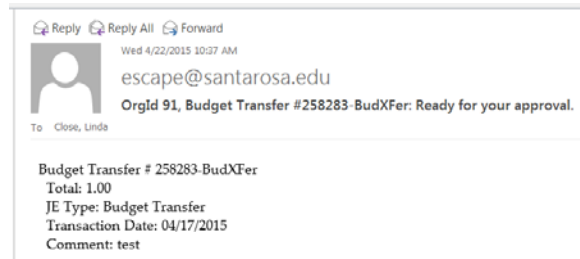 Reply Reply All Forward
Wed 4/22/2015 10:37 AM
escape@santarosa.edu
OrgId 91, Budget Transfer #258283-BudXFer: Ready for your approval.
To Close, Linda
Budget Transfer # 258283-BudXFer
Total: 1.00
JE Type: Budget Transfer
Transaction Date: 04/17/2015
Comment: test